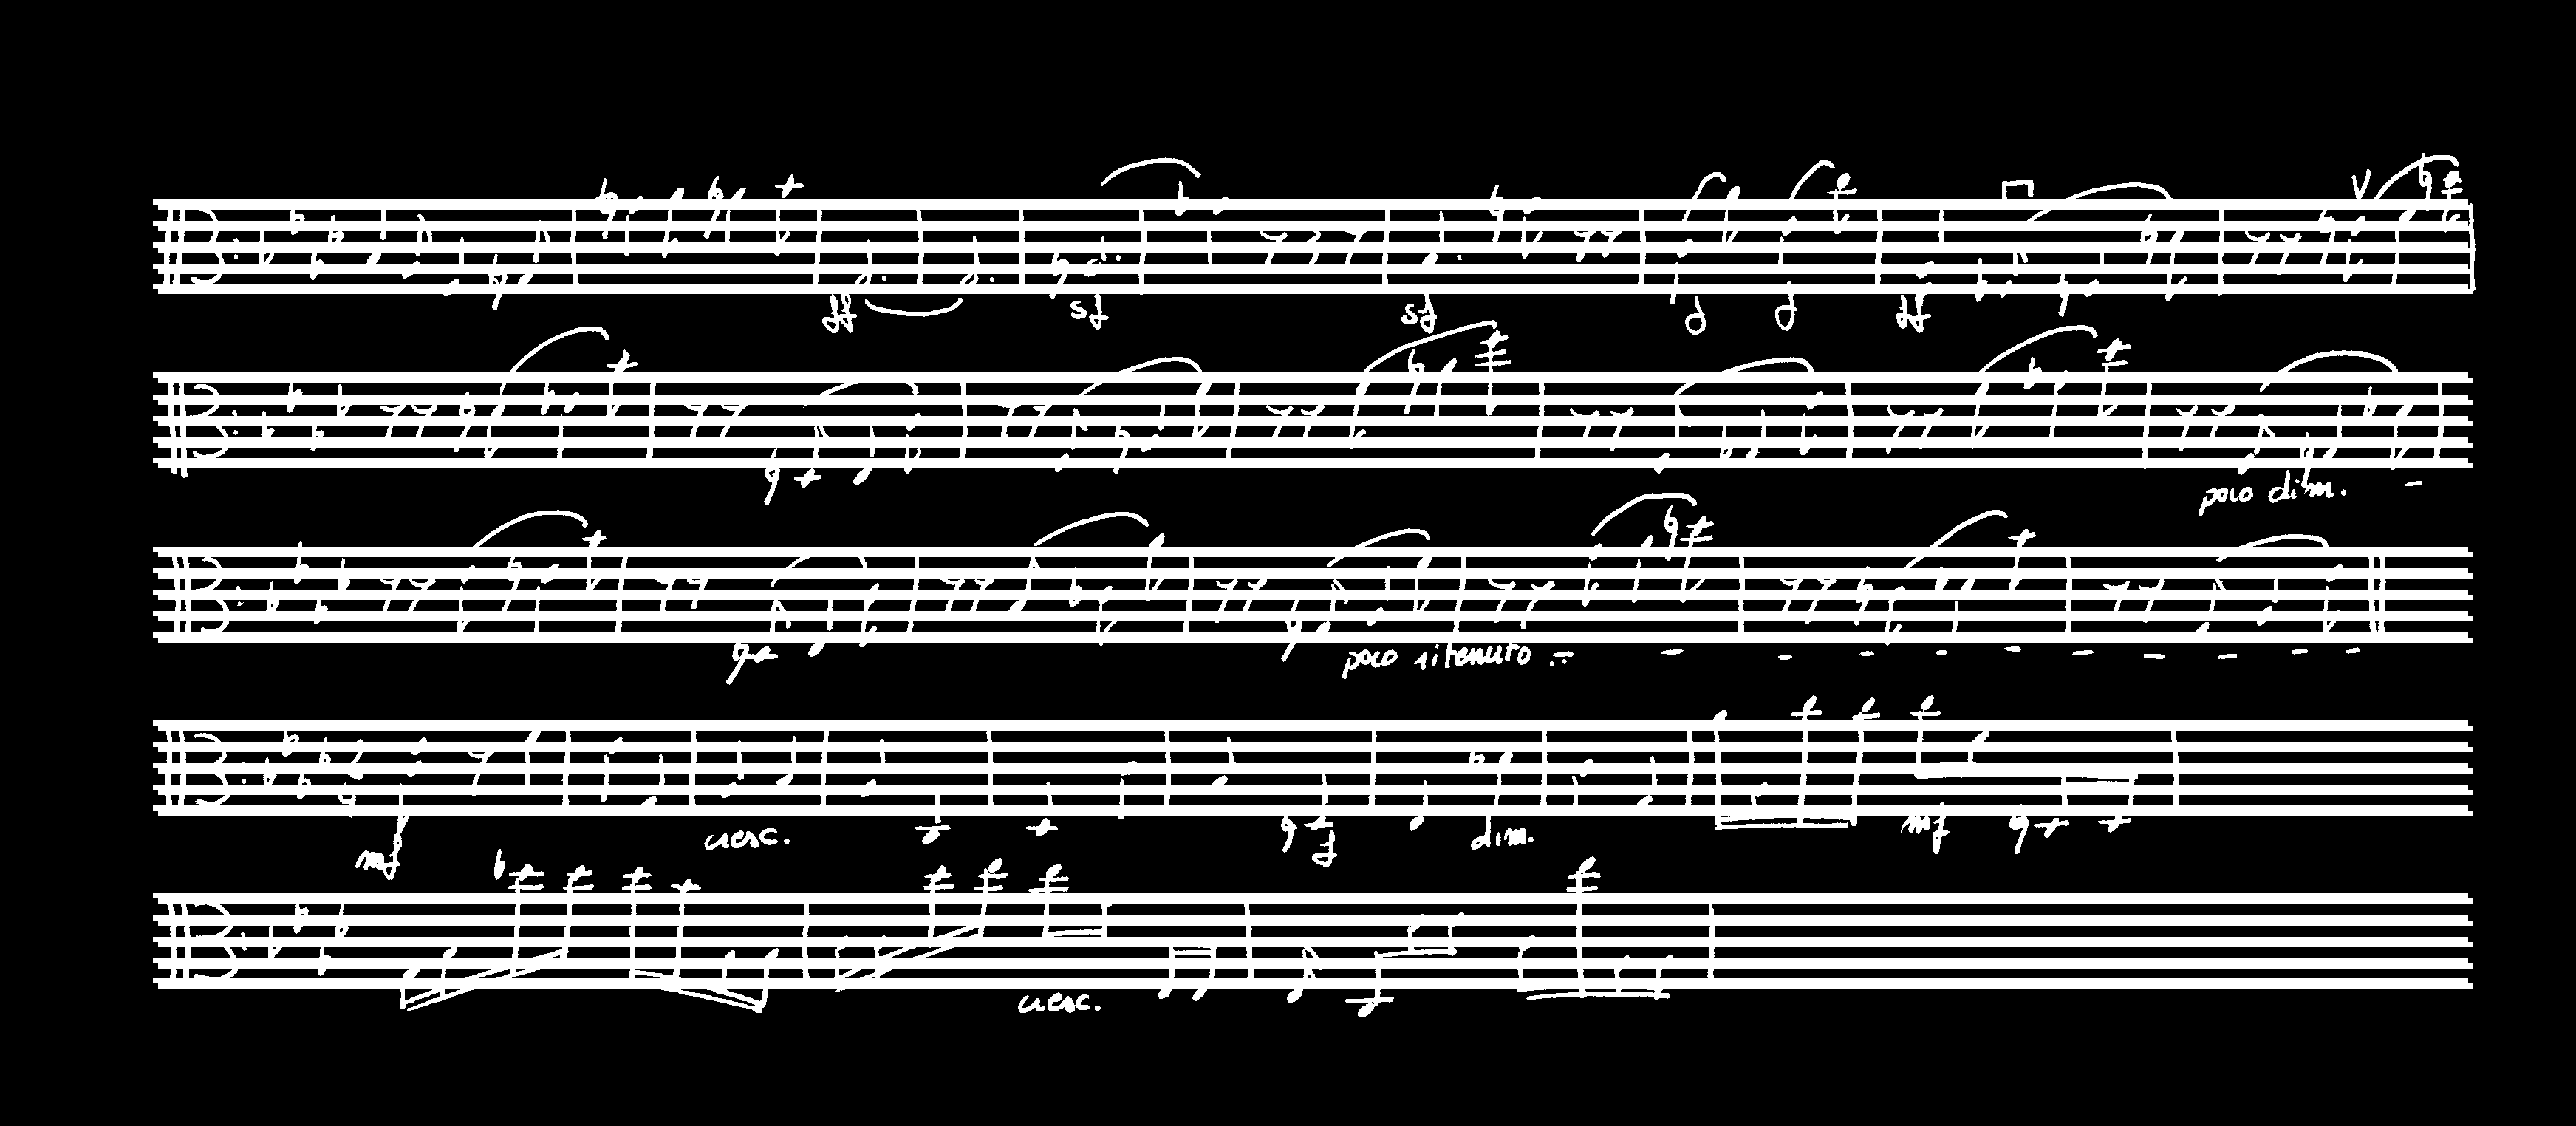 ff sf sf f f ff
poco dim. -
poco ritenuto - - - - - - - - - - -
mf cresc. f dim. mf
cresc.